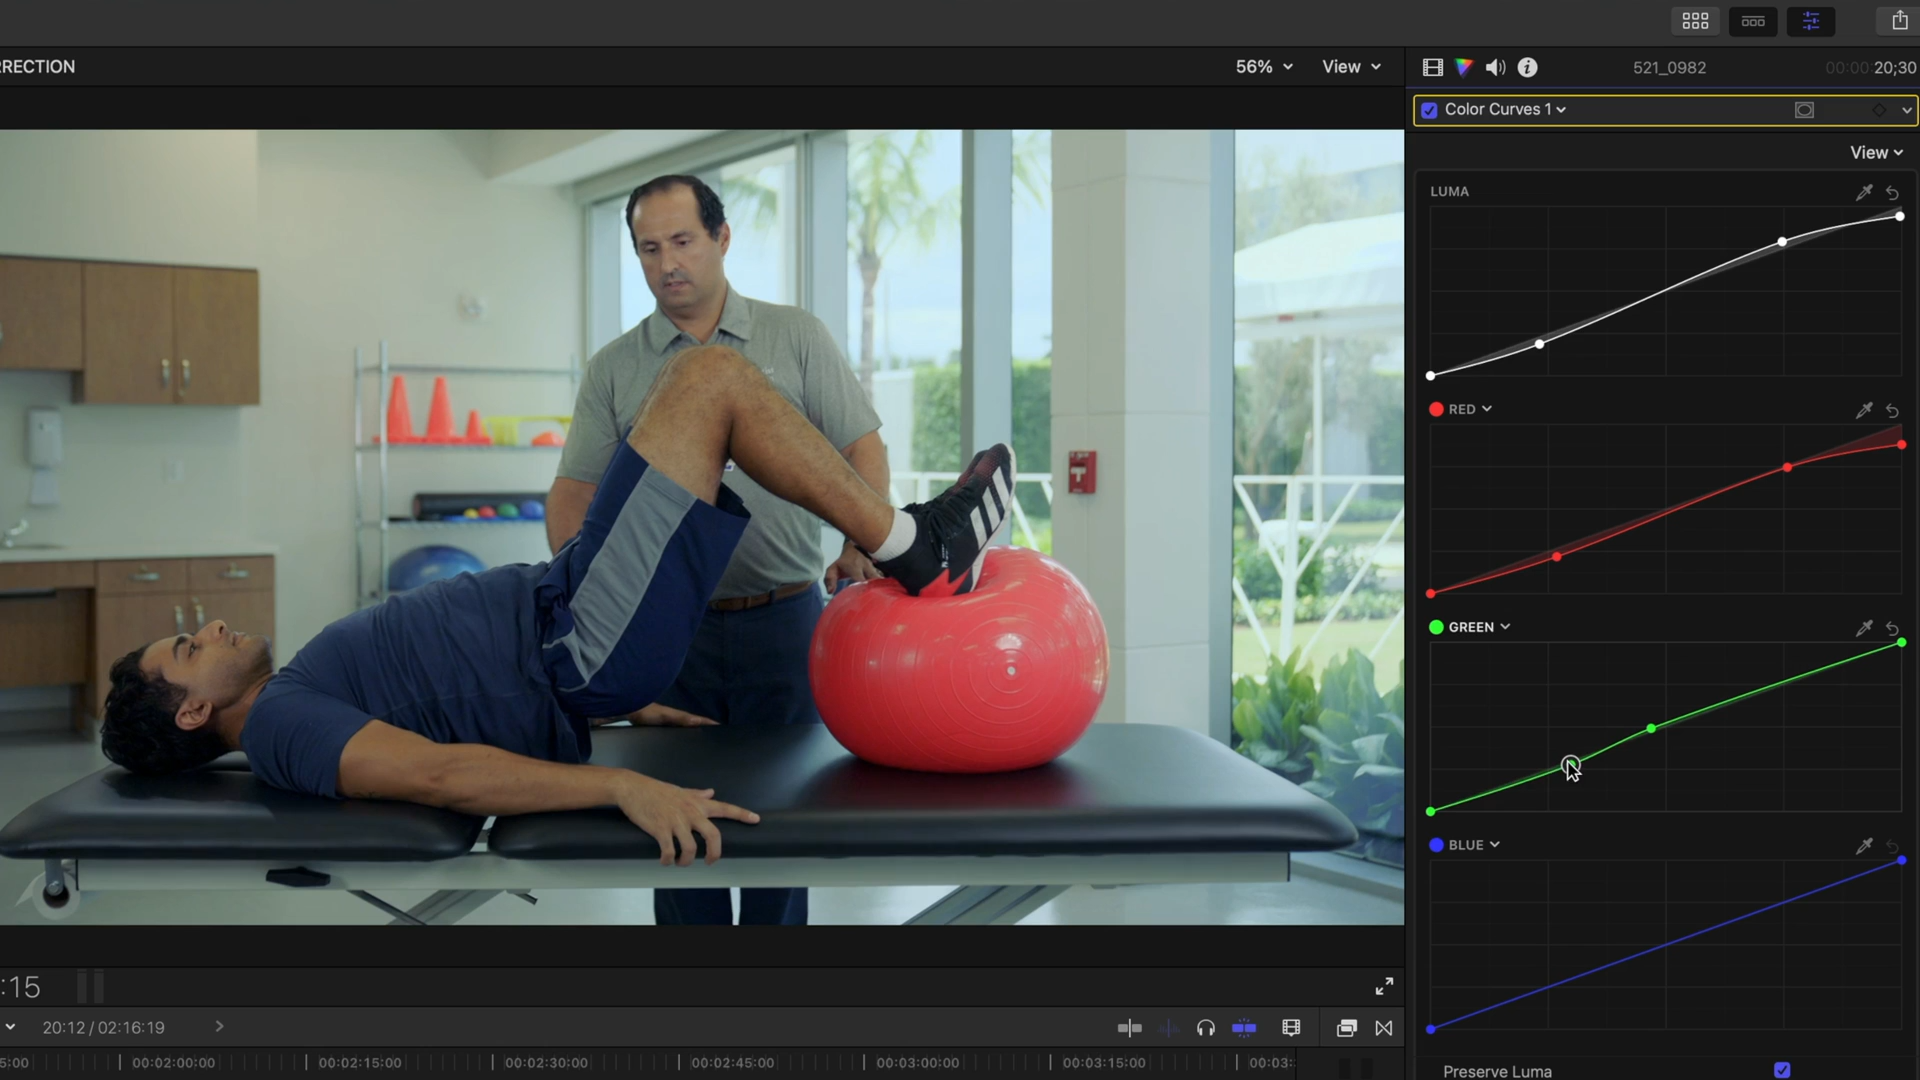 RRECTION
56%
View
521_0982
00:00:20;30
Color Curves 1
View
LUMA
RED
T
GREEN
BLUE
:15
20:12 / 02:16:19
5:00
00:02:00:00
00:02:15:00
00:02:30:00
00:02:45:00
00:03:00:00
00:03:15:00
00:03:
Preserve Luma